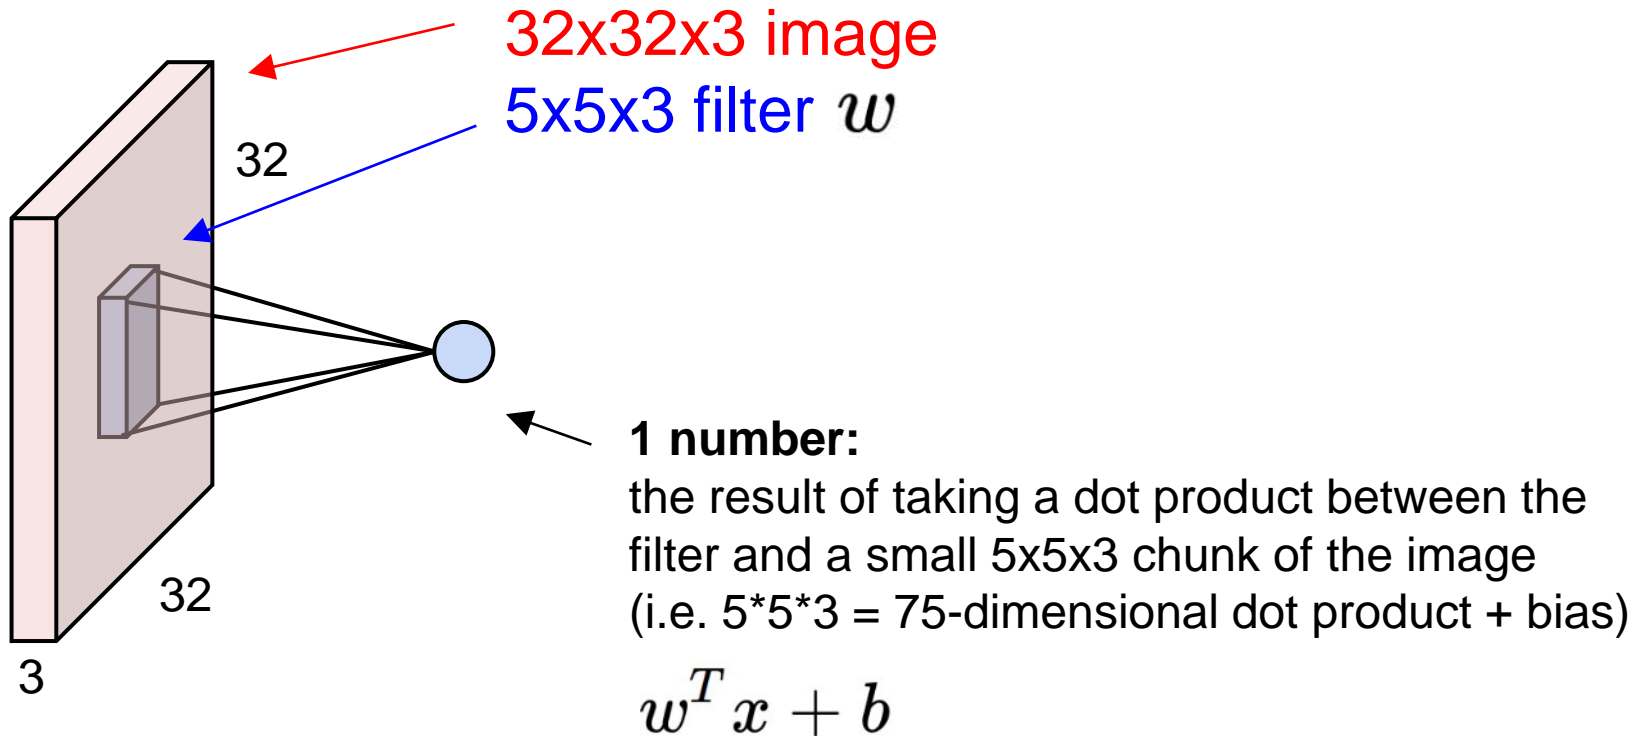 32x32x3 image
5x5x3 filter w
32
32
3
1 number:
the result of taking a dot product between the
filter and a small 5x5x3 chunk of the image
(i.e. 5*5*3 = 75-dimensional dot product + bias)
w^T x + b